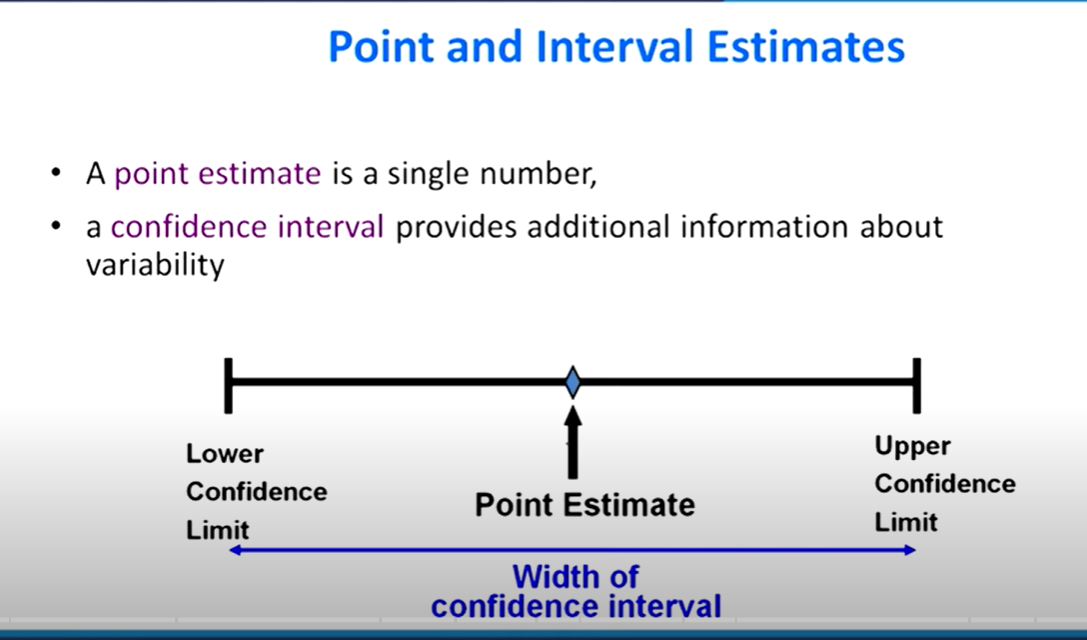 Point and Interval Estimates
• A point estimate is a single number,
• a confidence interval provides additional information about
variability
Lower
Confidence
Limit
Point Estimate
Upper
Confidence
Limit
Width of
confidence interval